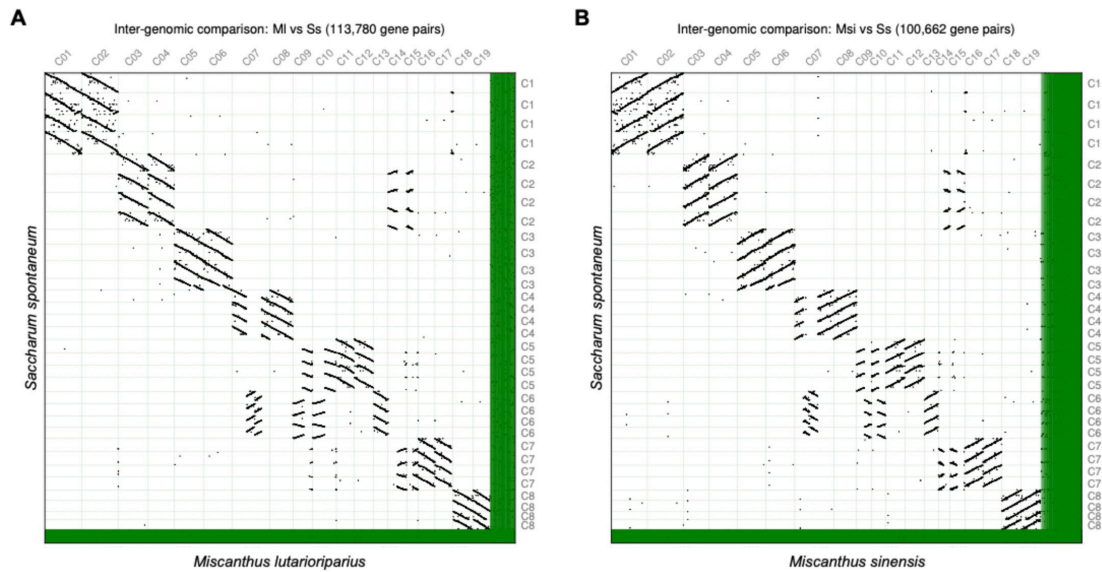 A
Inter-genomic comparison: Ml vs Ss (113,780 gene pairs)
C01 C02 C03 C04 C05 C06 C07 C08 C09 C10 C11 C12 C13 C14 C15 C16 C17 C18 C19
C1
C1
C1
C1
C2
C2
C2
C2
C3
C3
C3
C3
C4
C4
C4
C4
C5
C5
C5
C5
C6
C6
C6
C6
C7
C7
C7
C7
C8
C8
C8
C8
Saccharum spontaneum
Miscanthus lutarioriparius
B
Inter-genomic comparison: Msi vs Ss (100,662 gene pairs)
C01 C02 C03 C04 C05 C06 C07 C08 C09 C10 C11 C12 C13 C14 C15 C16 C17 C18 C19
C1
C1
C1
C1
C2
C2
C2
C2
C3
C3
C3
C3
C4
C4
C4
C4
C5
C5
C5
C5
C6
C6
C6
C6
C7
C7
C7
C7
C8
C8
C8
C8
Saccharum spontaneum
Miscanthus sinensis